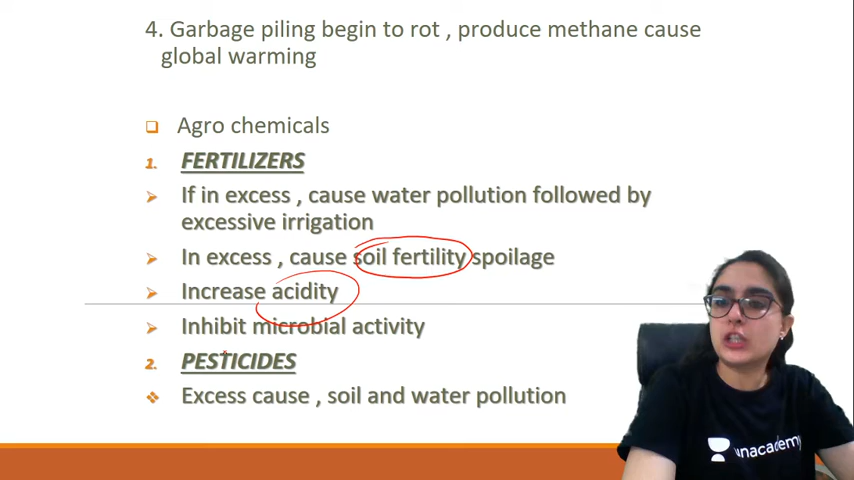 4. Garbage piling begin to rot , produce methane cause
global warming
Agro chemicals
1. FERTILIZERS
If in excess , cause water pollution followed by
excessive irrigation
In excess , cause soil fertility spoilage
Increase acidity
Inhibit microbial activity
2. PESTICIDES
Excess cause , soil and water pollution
unacademy